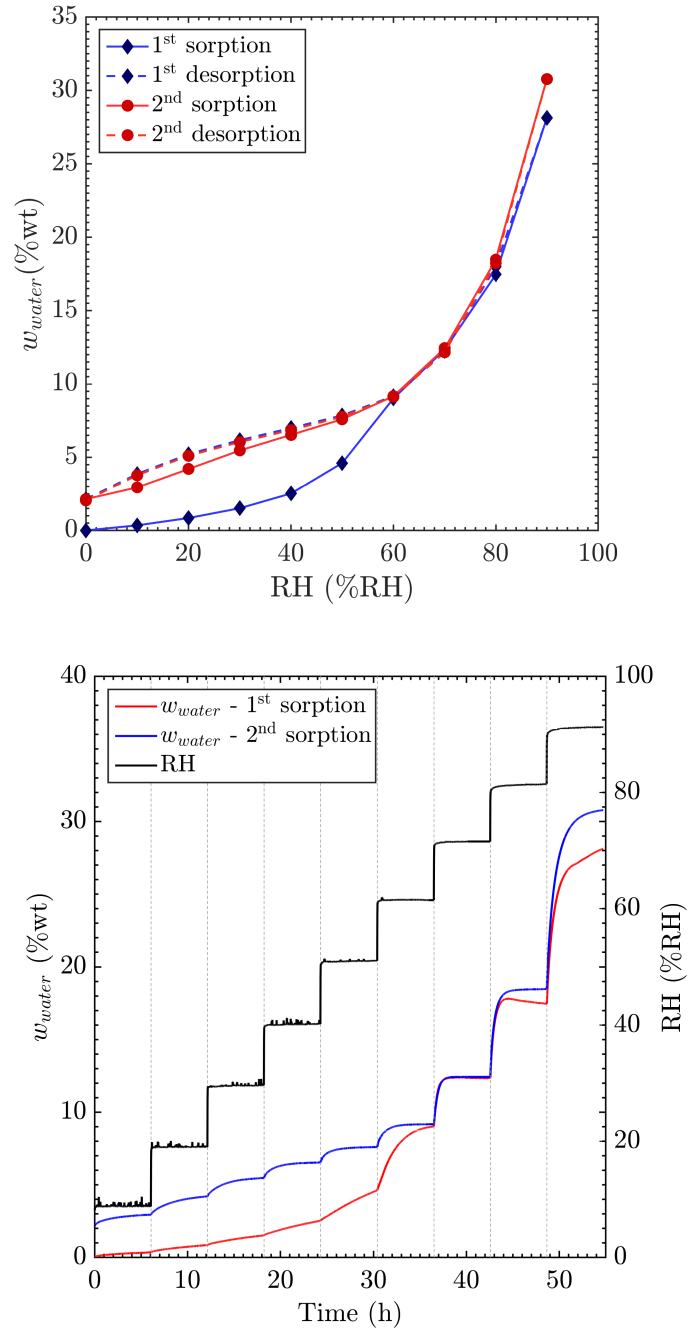 35
30
25
20
15
10
5
0
w_water(%wt)
1st sorption
1st desorption
2nd sorption
2nd desorption
0 20 40 60 80 100
RH (%RH)
40
30
20
10
0
w_water (%wt)
w_water - 1st sorption
w_water - 2nd sorption
RH
100
80
60
40
20
0
RH (%RH)
0 10 20 30 40 50
Time (h)